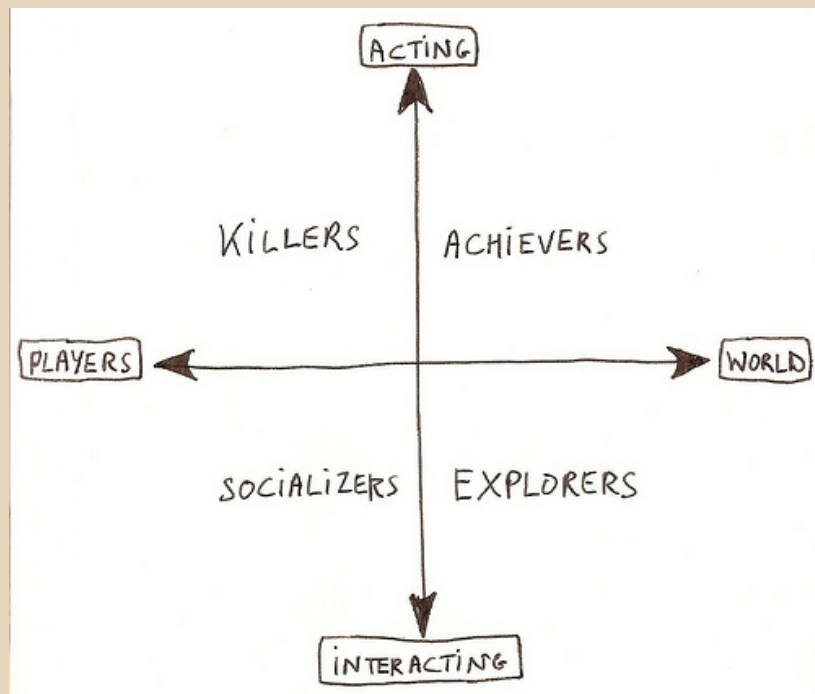 ACTING
KILLERS ACHIEVERS
PLAYERS WORLD
SOCIALIZERS EXPLORERS
INTERACTING